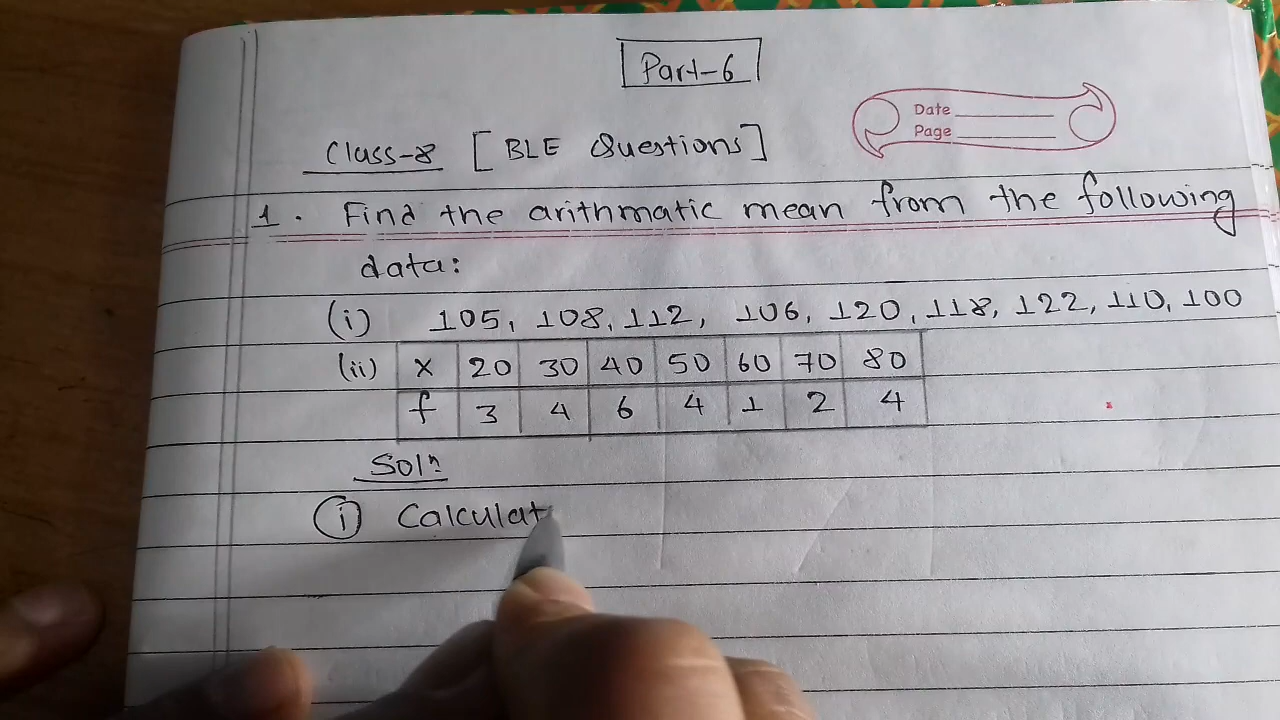 Part-6
Date
Page
Class-8 [BLE Questions]
1. Find the arithmatic mean from the following
data:
(i) 105, 108, 112, 106, 120, 118, 122, 110, 100
(ii) x 20 30 40 50 60 70 80
f 3 4 6 4 1 2 4
Solⁿ
(i) Calculat